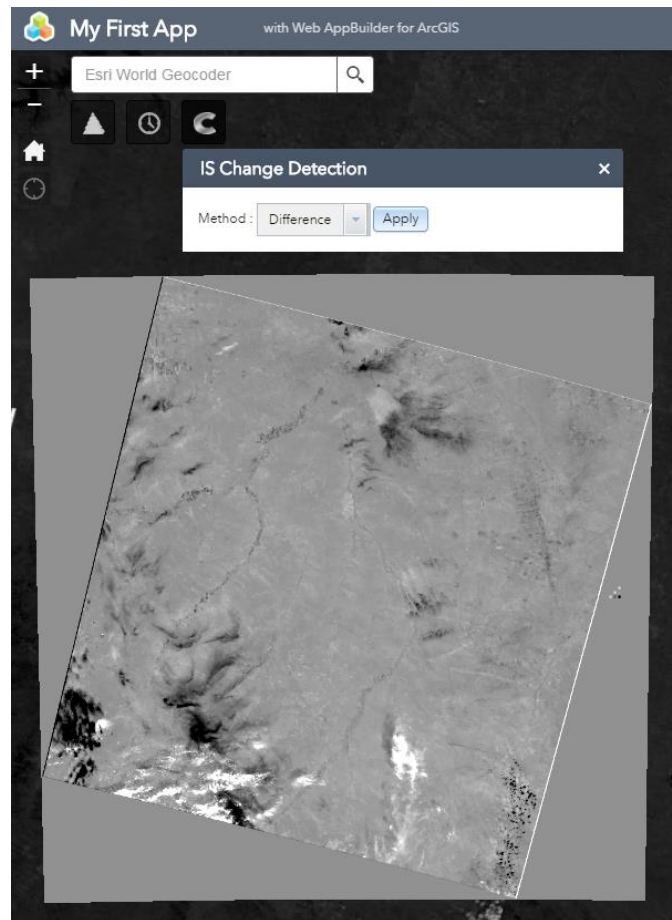 My First App with Web AppBuilder for ArcGIS
+ Esri World Geocoder
−
IS Change Detection ×
Method : Difference Apply